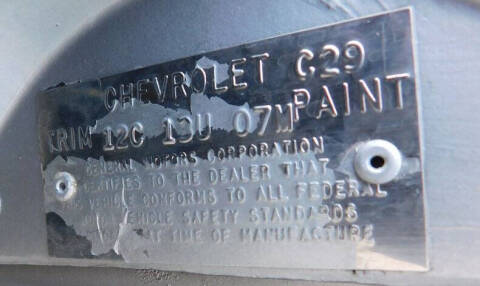 CHEVROLET C29
TRIM 12C 13U 07M PAINT
GENERAL MOTORS CORPORATION
CERTIFIES TO THE DEALER THAT
VEHICLE CONFORMS TO ALL FEDERAL
VEHICLE SAFETY STANDARDS
AT TIME OF MANUFACTURE